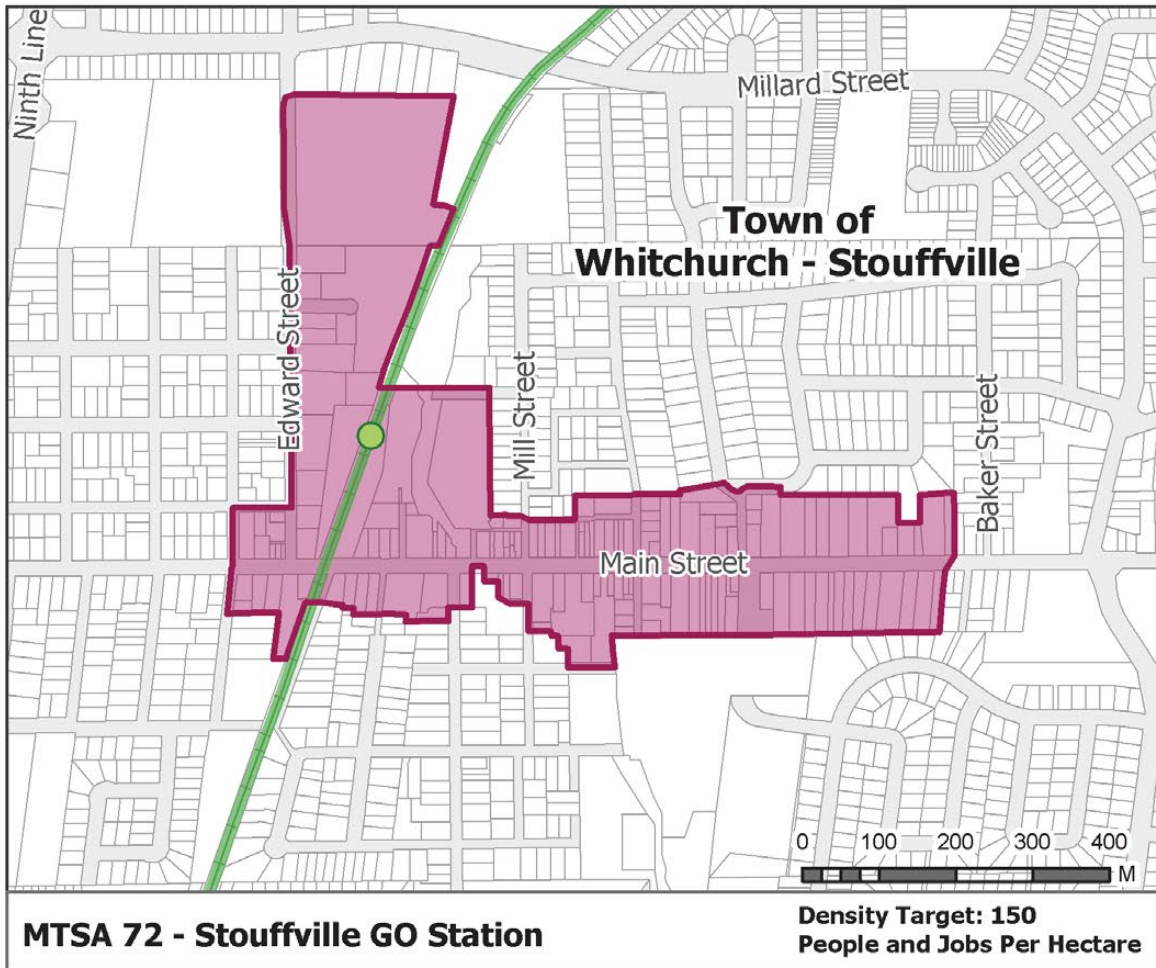 Ninth Line
Millard Street
Town of
Whitchurch - Stouffville
Edward Street
Mill Street
Baker Street
Main Street
0 100 200 300 400
M
MTSA 72 - Stouffville GO Station
Density Target: 150
People and Jobs Per Hectare